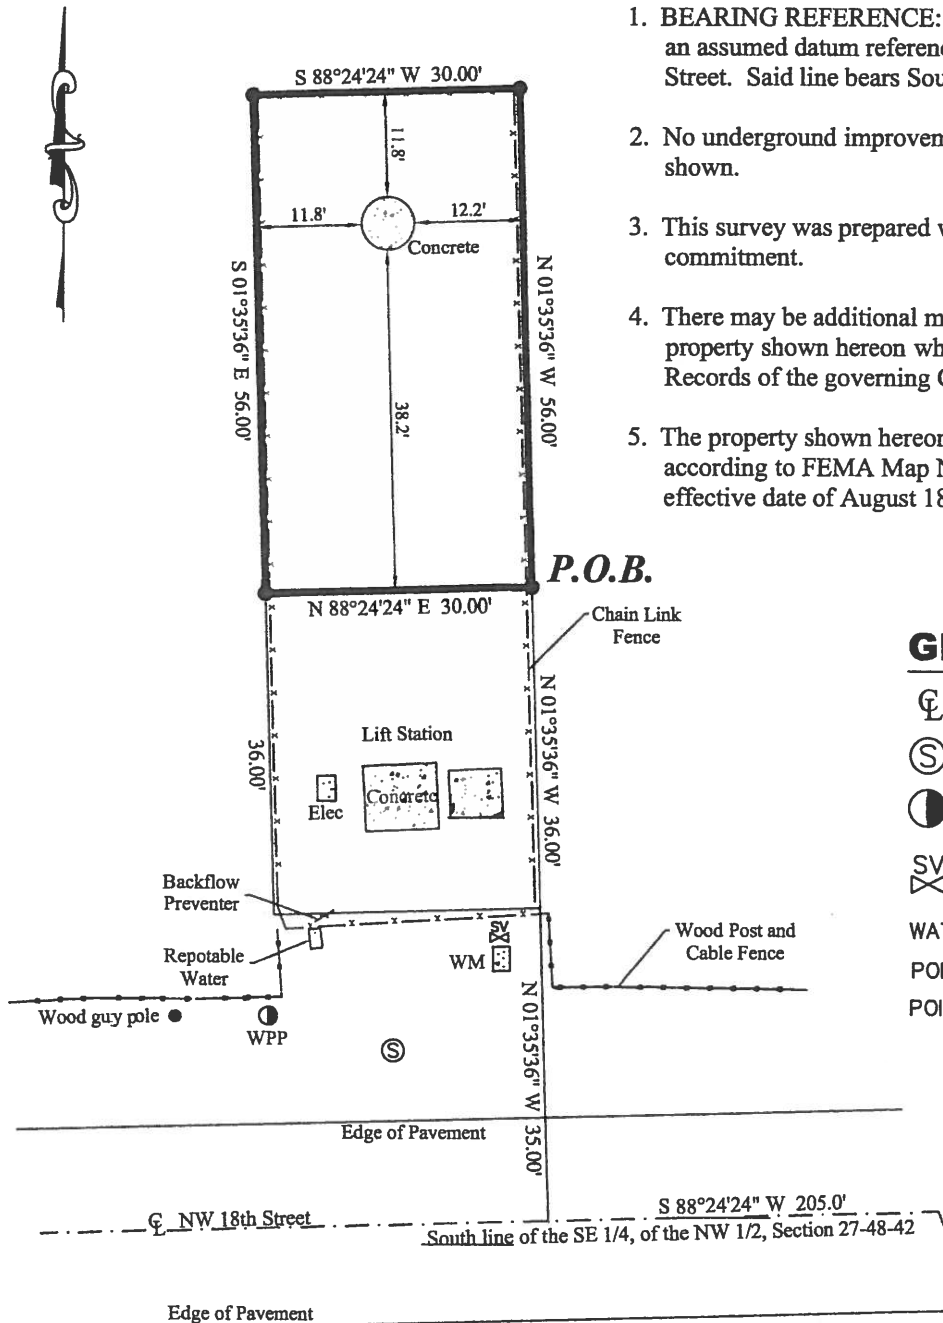 1. BEARING REFERENCE:
an assumed datum referenc
Street. Said line bears Sou
2. No underground improvemen
shown.
3. This survey was prepared v
commitment.
4. There may be additional m
property shown hereon wh
Records of the governing C
5. The property shown hereon
according to FEMA Map N
effective date of August 18
S 88°24'24" W 30.00'
11.8'
11.8'
12.2'
Concrete
S 01°35'36" E 56.00'
N 01°35'36" W 56.00'
38.2'
P.O.B.
N 88°24'24" E 30.00'
Chain Link
Fence
36.00'
N 01°35'36" W 36.00'
Lift Station
Elec
Concrete
Backflow
Preventer
Repotable
Water
SV
WM
Wood Post and
Cable Fence
Wood guy pole
WPP
S
N 01°35'36" W 35.00'
Edge of Pavement
℄ NW 18th Street
S 88°24'24" W 205.0'
South line of the SE 1/4, of the NW 1/2, Section 27-48-42
Edge of Pavement
℄
S
SV
WAT
POI